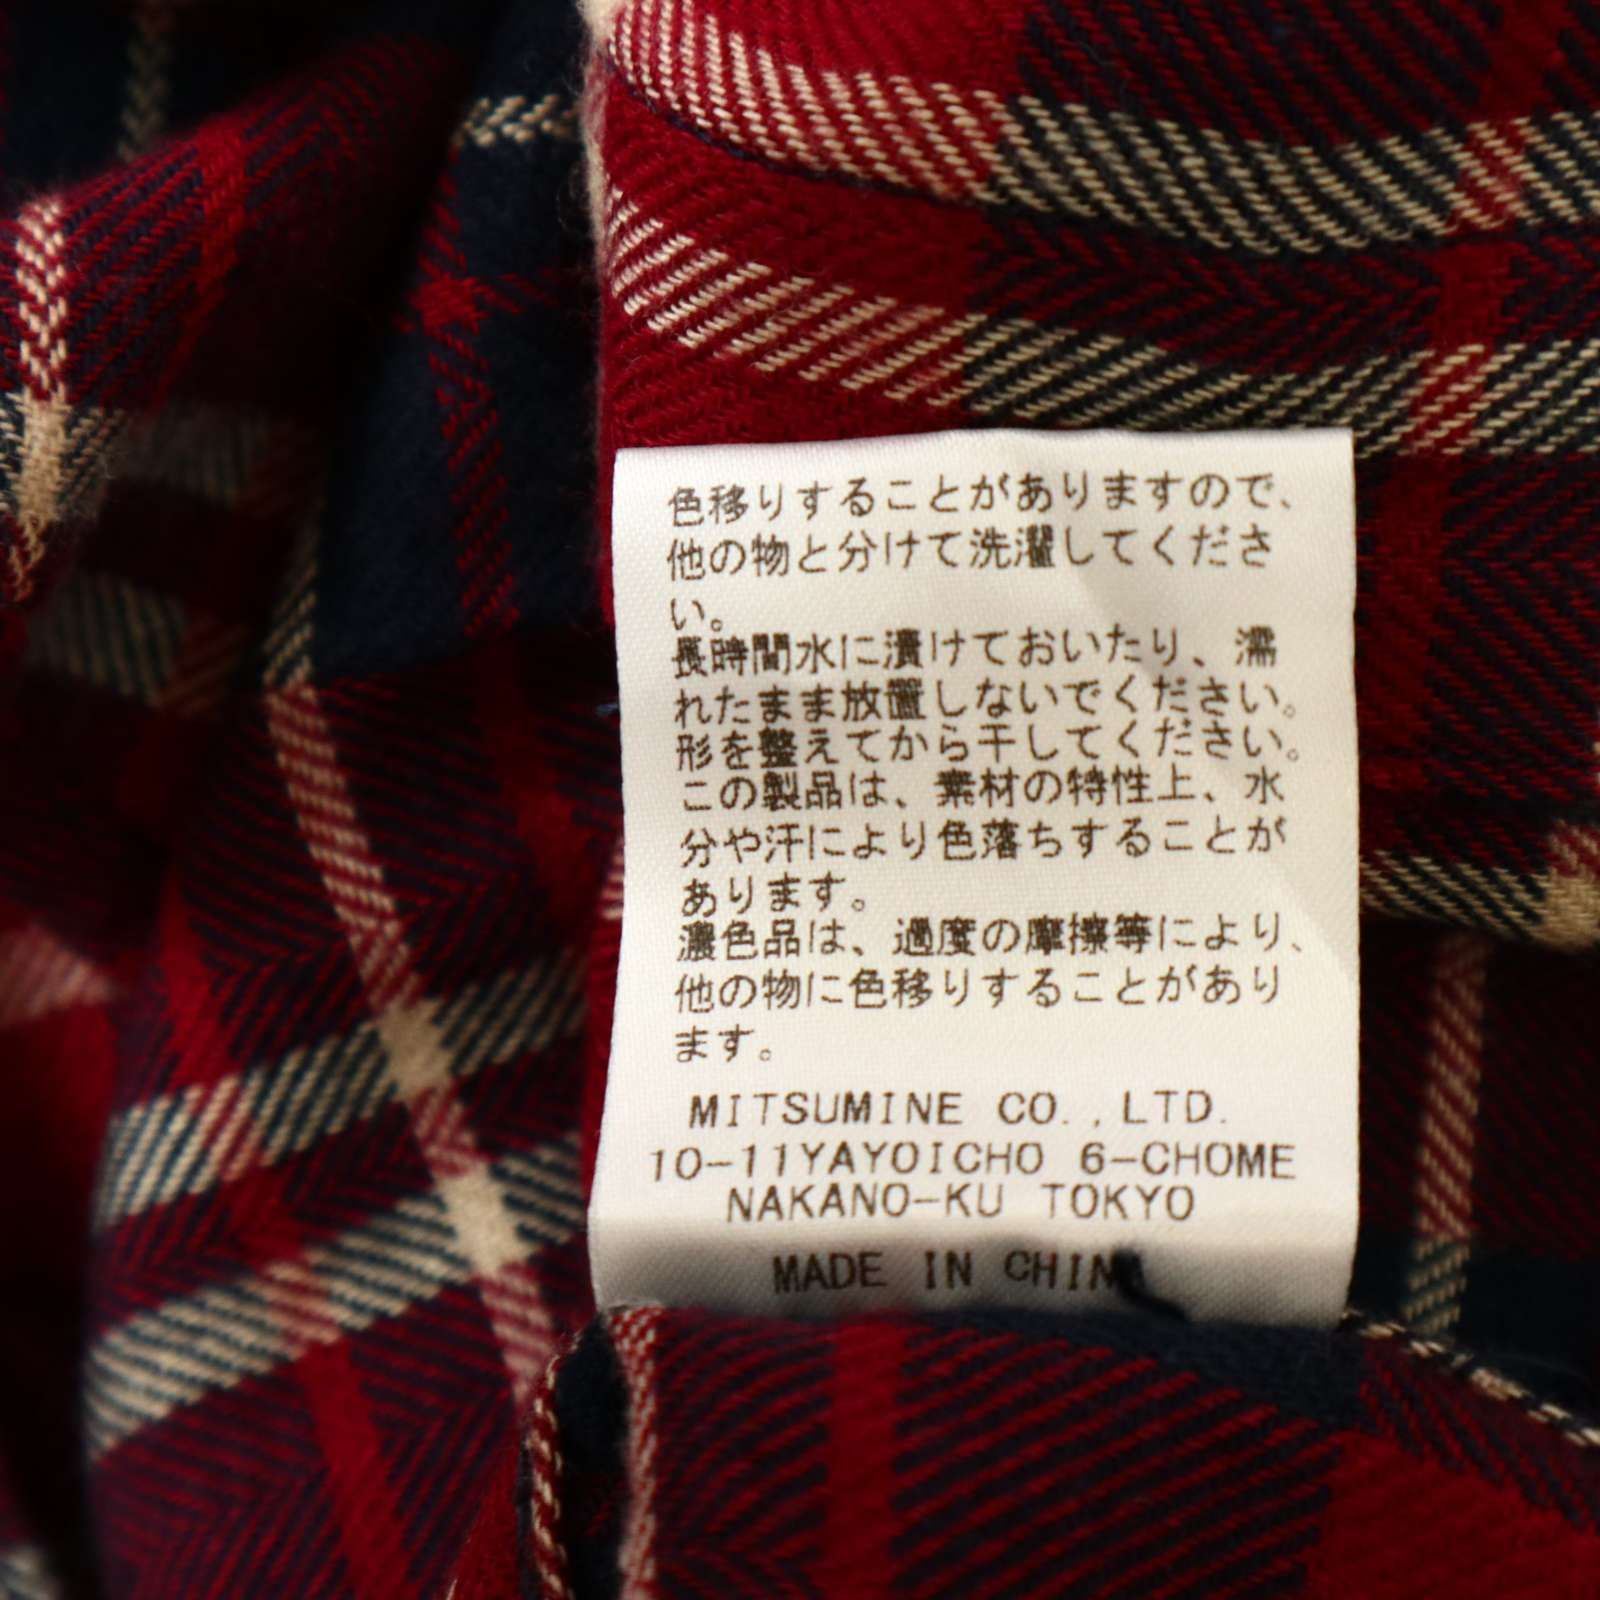 色移りすることがありますので、
他の物と分けて洗濯してくださ
い。
長時間水に漬けておいたり、濡
れたまま放置しないでください。
形を整えてから干してください。
この製品は、素材の特性上、水
分や汗により色落ちすることが
あります。
濃色品は、過度の摩擦等により、
他の物に色移りすることがあり
ます。
MITSUMINE CO.,LTD.
10-11YAYOICHO 6-CHOME
NAKANO-KU TOKYO
MADE IN CHINA